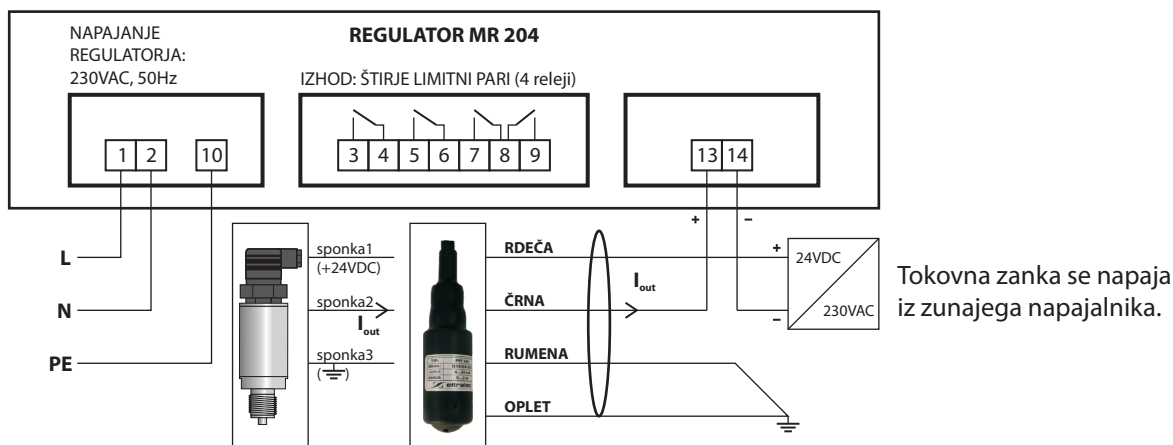 NAPAJANJE
REGULATORJA:
230VAC, 50Hz
REGULATOR MR 204
IZHOD: ŠTIRJE LIMITNI PARI (4 releji)
1 2 10
3 4 5 6 7 8 9
13 14
+ −
L
N
PE
sponka1
(+24VDC)
sponka2
Iout
sponka3
eltratec
RDEČA
ČRNA
RUMENA
OPLET
Iout
+
−
24VDC
230VAC
Tokovna zanka se napaja
iz zunajega napajalnika.